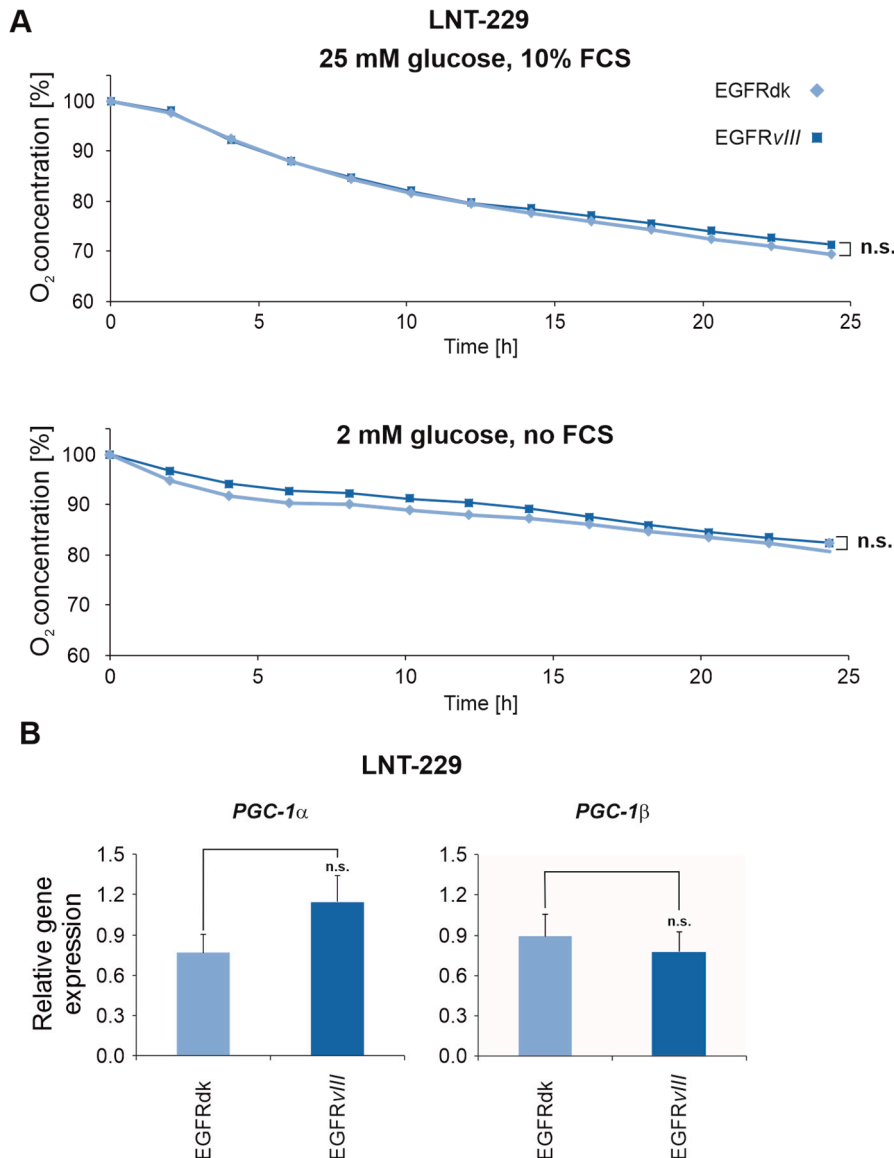 A
LNT-229
25 mM glucose, 10% FCS
EGFRdk
EGFRvIII
O2 concentration [%]
100
90
80
70
60
n.s.
0 5 10 15 20 25
Time [h]
2 mM glucose, no FCS
O2 concentration [%]
100
90
80
70
60
n.s.
0 5 10 15 20 25
Time [h]
B
LNT-229
PGC-1α
Relative gene
expression
1.5
1.2
0.9
0.6
0.3
0.0
n.s.
EGFRdk
EGFRvIII
PGC-1β
1.5
1.2
0.9
0.6
0.3
0.0
n.s.
EGFRdk
EGFRvIII